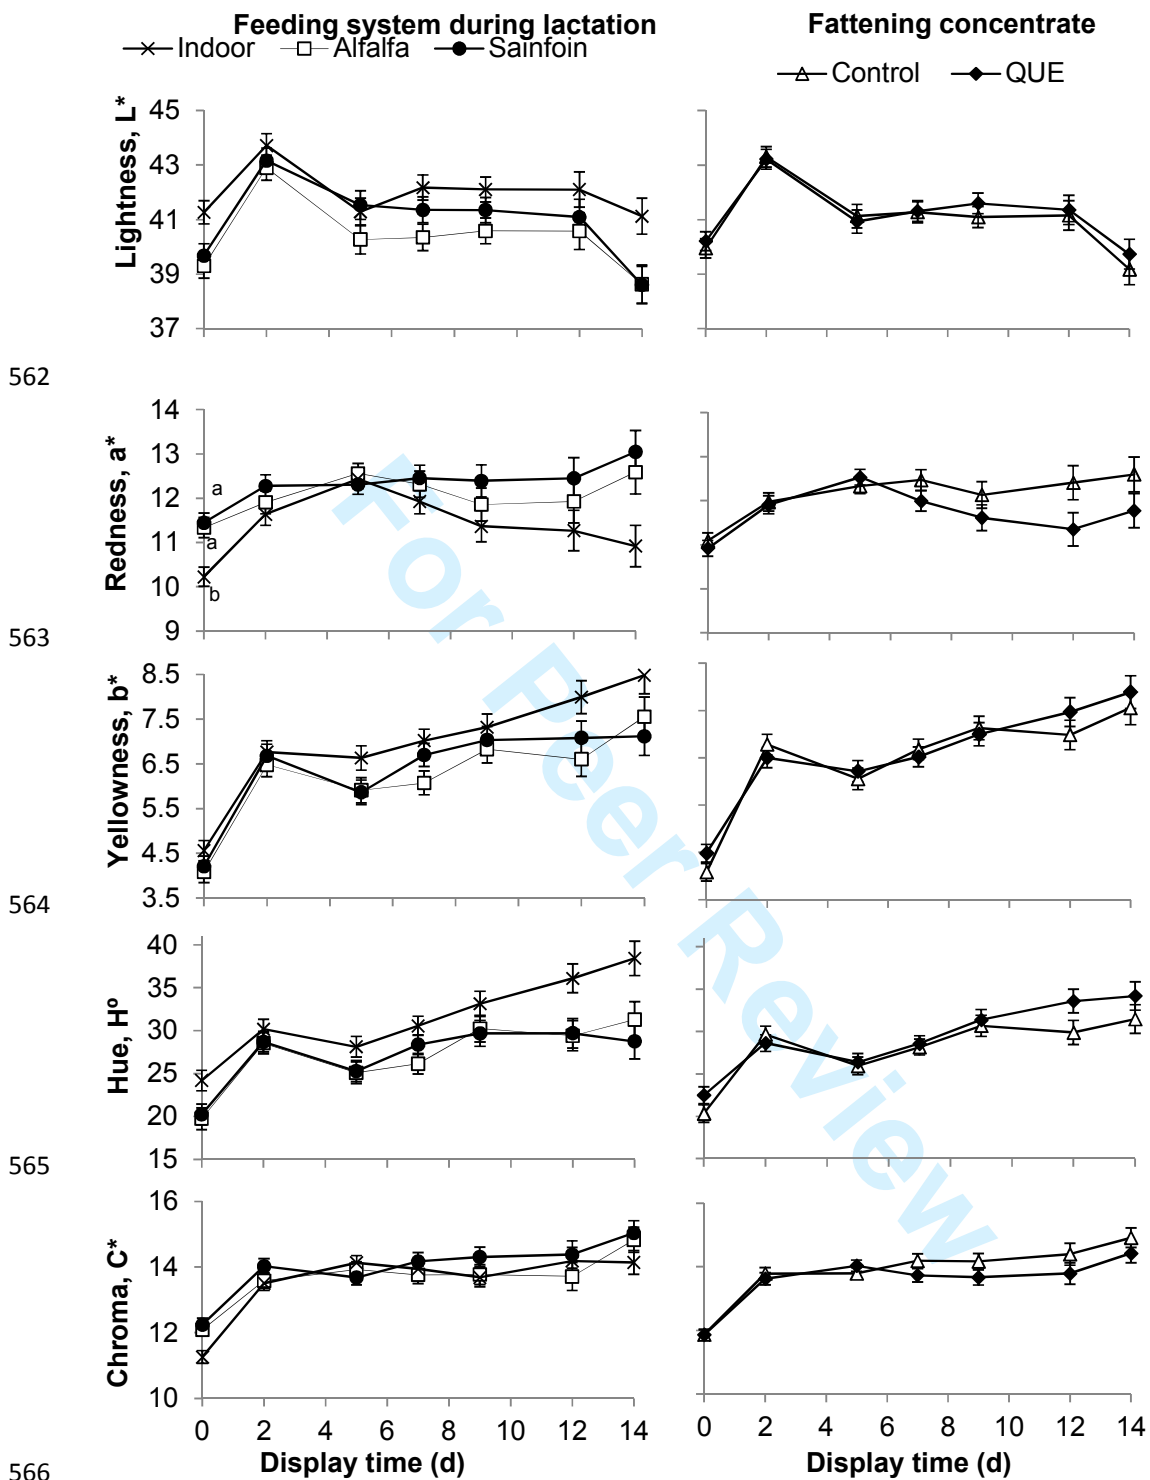 Feeding system during lactation
Fattening concentrate
Indoor Alfalfa Sainfoin
Control QUE
Lightness, L*
45
43
41
39
37
562
Redness, a*
14
13
12
11
10
9
a
a
b
563
Yellowness, b*
8.5
7.5
6.5
5.5
4.5
3.5
564
Hue, Hº
40
35
30
25
20
15
565
Chroma, C*
16
14
12
10
0 2 4 6 8 10 12 14
0 2 4 6 8 10 12 14
Display time (d)
Display time (d)
566
For Peer Review